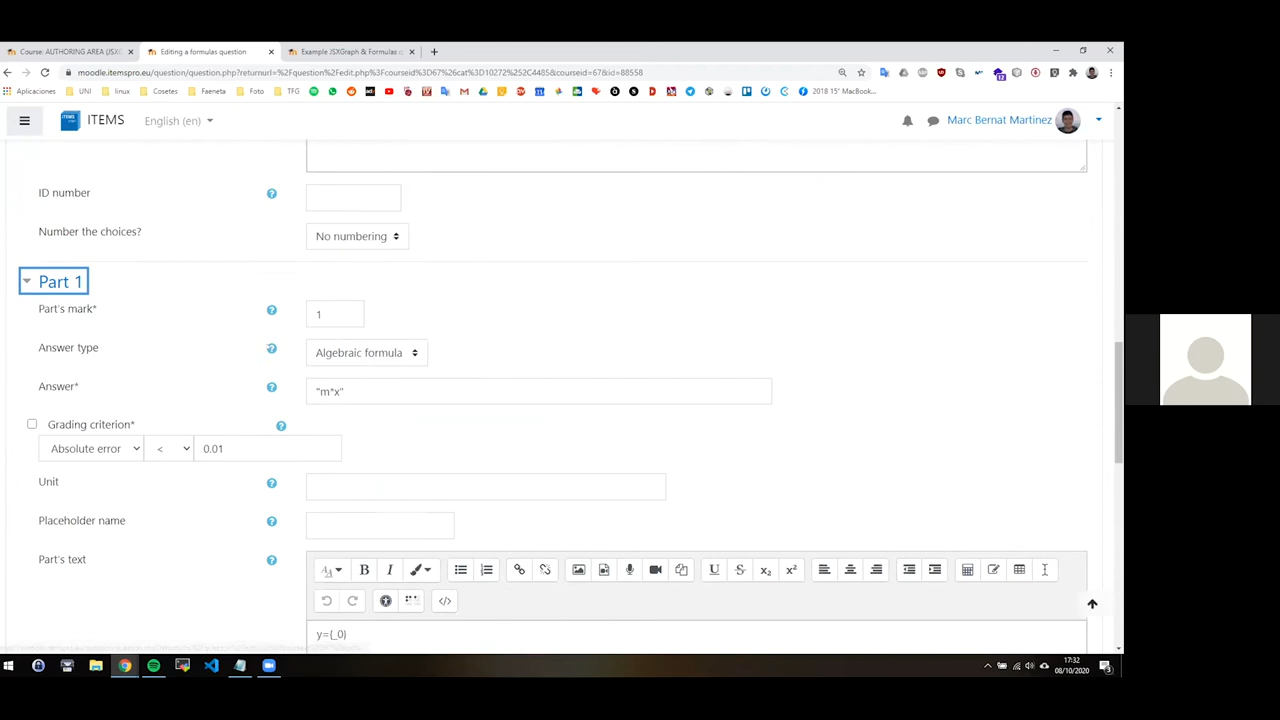 Course: AUTHORING AREA (JSXG
Editing a formulas question
Example JSXGraph & Formulas q
moodle.itemspro.eu/question/question.php?returnurl=%2Fquestion%2Fedit.php%3Fcourseid%3D67%26cat%3D10272%252C4485&courseid=67&id=88558
Aplicaciones
UNI
linux
Cosetes
Faeneta
Foto
TFG
2018 15" MacBook...
ITEMS
English (en)
Marc Bernat Martinez
ID number
Number the choices?
No numbering
Part 1
Part's mark*
1
Answer type
Algebraic formula
Answer*
"m*x"
Grading criterion*
Absolute error
<
0.01
Unit
Placeholder name
Part's text
y={_0}
17:32
08/10/2020